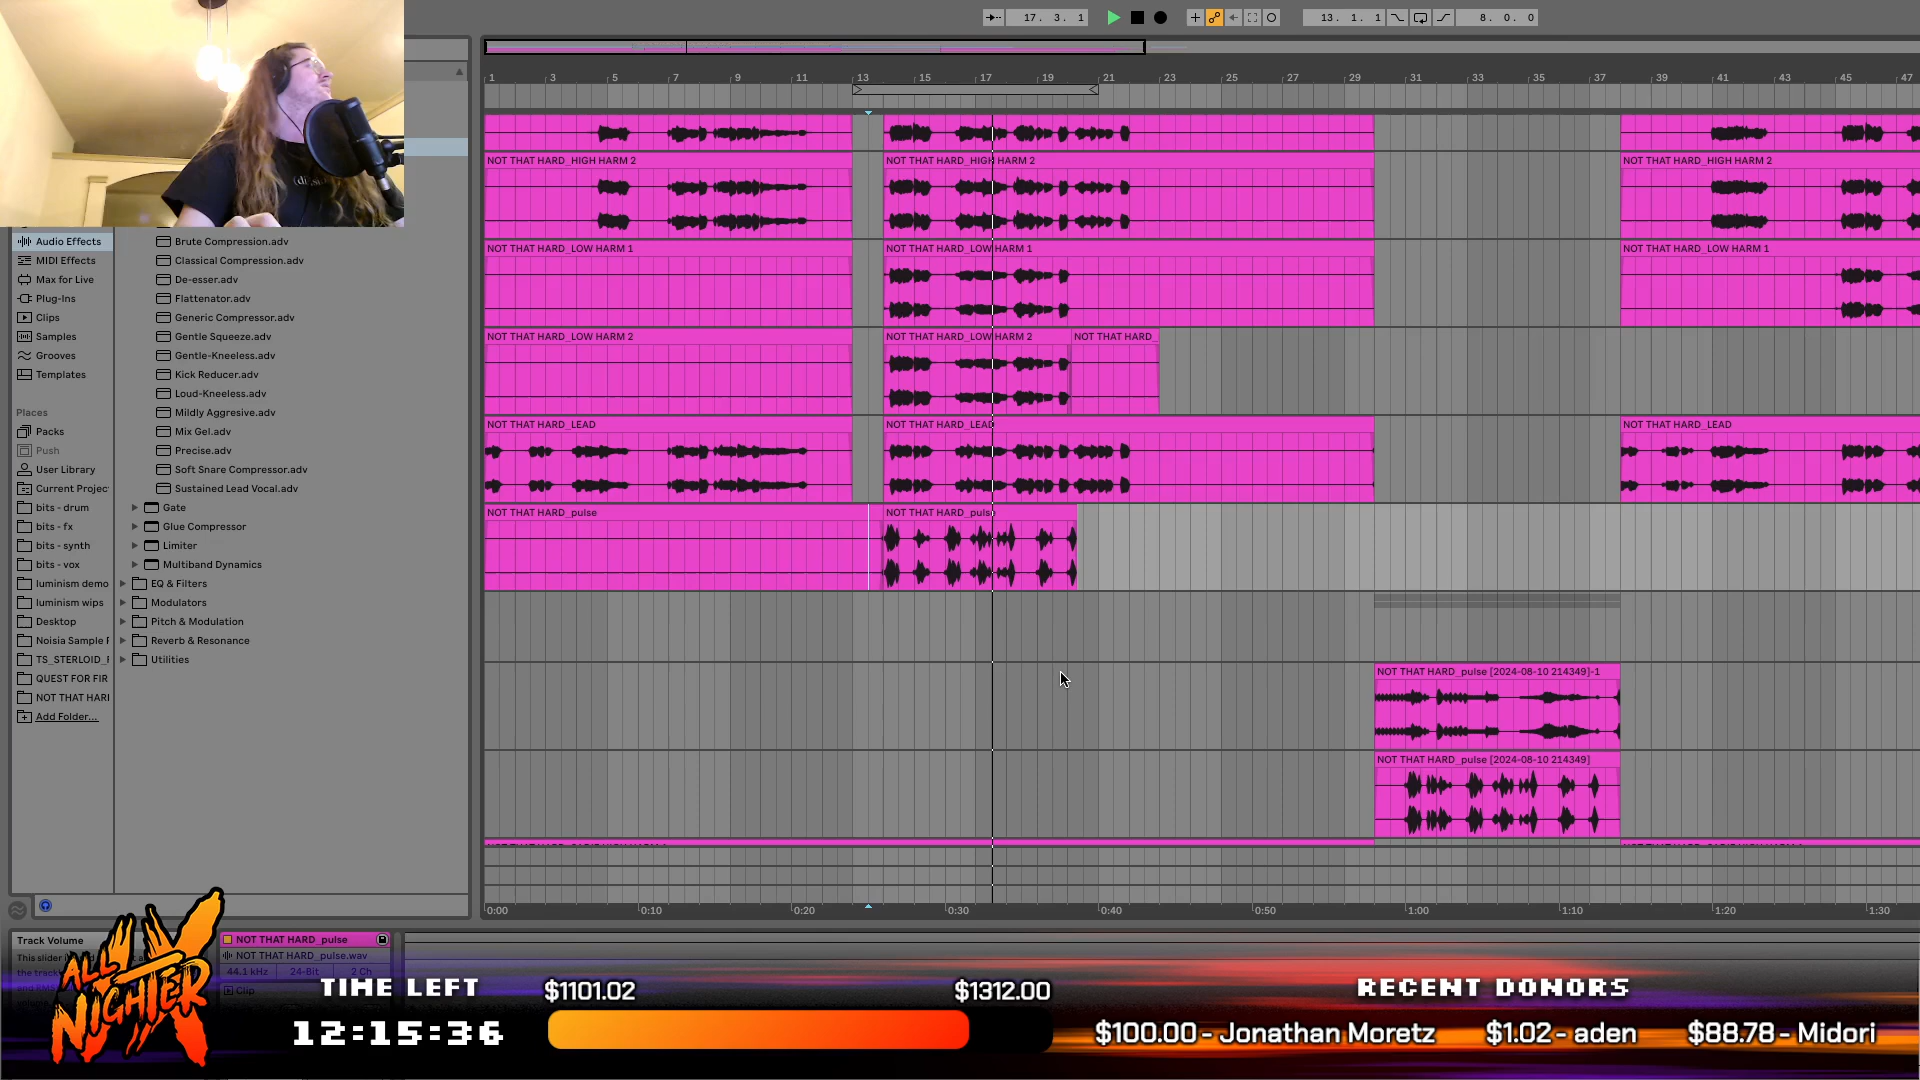 17. 3. 1
13. 1. 1
8. 0. 0
1 3 5 7 9 11 13 15 17 19 21 23 25 27 29 31 33 35 37 39 41 43 45 47
NOT THAT HARD_HIGH HARM 2
NOT THAT HARD_HIGH HARM 2
NOT THAT HARD_HIGH HARM 2
NOT THAT HARD_LOW HARM 1
NOT THAT HARD_LOW HARM 1
NOT THAT HARD_LOW HARM 1
NOT THAT HARD_LOW HARM 2
NOT THAT HARD_LOW HARM 2
NOT THAT HARD_
NOT THAT HARD_LEAD
NOT THAT HARD_LEAD
NOT THAT HARD_LEAD
NOT THAT HARD_pulse
NOT THAT HARD_pulse
NOT THAT HARD_pulse [2024-08-10 214349]-1
NOT THAT HARD_pulse [2024-08-10 214349]
0:00 0:10 0:20 0:30 0:40 0:50 1:00 1:10 1:20 1:30
Audio Effects
MIDI Effects
Max for Live
Plug-Ins
Clips
Samples
Grooves
Templates
Places
Packs
Push
User Library
Current Projec
bits - drum
bits - fx
bits - synth
bits - vox
luminism demo
luminism wips
Desktop
Noisia Sample F
TS_STERLOID_F
QUEST FOR FIR
NOT THAT HARI
Add Folder...
Brute Compression.adv
Classical Compression.adv
De-esser.adv
Flattenator.adv
Generic Compressor.adv
Gentle Squeeze.adv
Gentle-Kneeless.adv
Kick Reducer.adv
Loud-Kneeless.adv
Mildly Aggresive.adv
Mix Gel.adv
Precise.adv
Soft Snare Compressor.adv
Sustained Lead Vocal.adv
Gate
Glue Compressor
Limiter
Multiband Dynamics
EQ & Filters
Modulators
Pitch & Modulation
Reverb & Resonance
Utilities
Track Volume
This slider
the track
NOT THAT HARD_pulse
NOT THAT HARD_pulse.wav
44.1 kHz 24-Bit 2 Ch
Clip
ALL NIGHTER
TIME LEFT
12:15:36
$1101.02
$1312.00
RECENT DONORS
$100.00 - Jonathan Moretz $1.02 - aden $88.78 - Midori